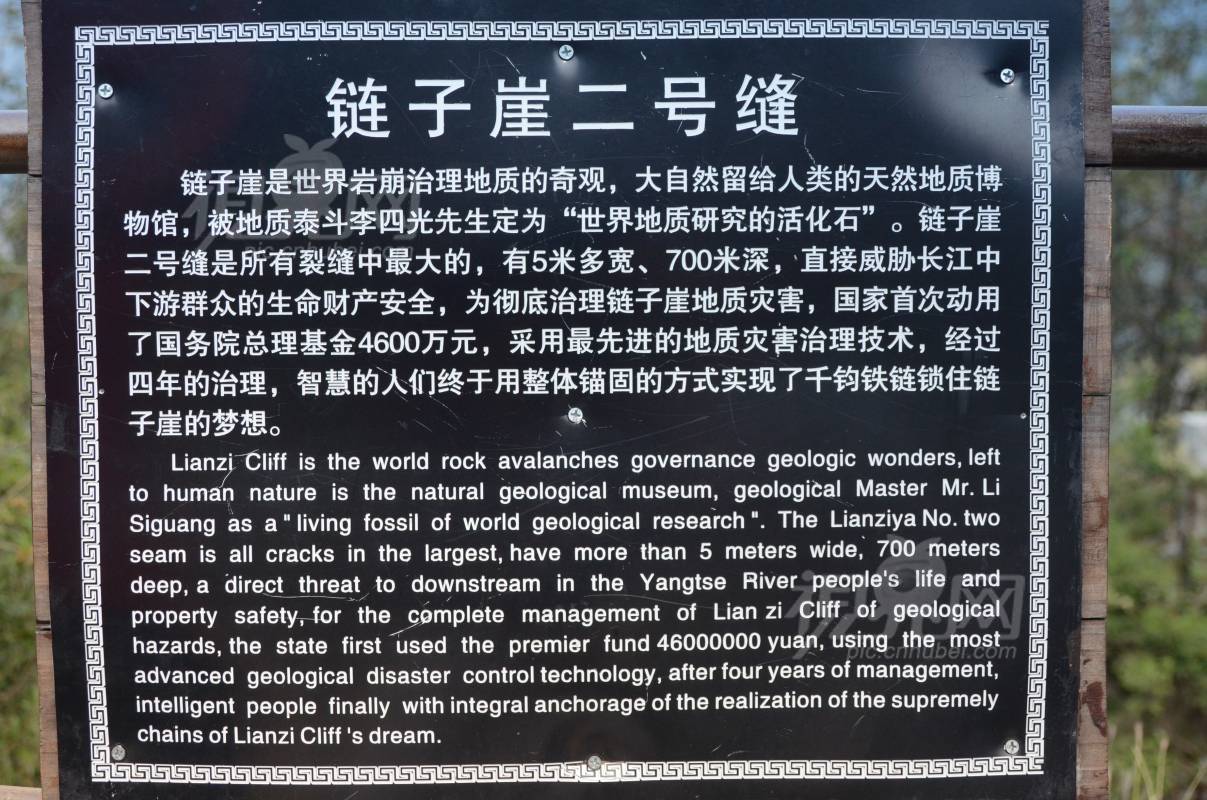 链子崖二号缝
链子崖是世界岩崩治理地质的奇观，大自然留给人类的天然地质博
物馆，被地质泰斗李四光先生定为“世界地质研究的活化石”。链子崖
二号缝是所有裂缝中最大的，有5米多宽、700米深，直接威胁长江中
下游群众的生命财产安全，为彻底治理链子崖地质灾害，国家首次动用
了国务院总理基金4600万元，采用最先进的地质灾害治理技术，经过
四年的治理，智慧的人们终于用整体锚固的方式实现了千钧铁链锁住链
子崖的梦想。
Lianzi Cliff is the world rock avalanches governance geologic wonders, left
to human nature is the natural geological museum, geological Master Mr. Li
Siguang as a " living fossil of world geological research ". The Lianziya No. two
seam is all cracks in the largest, have more than 5 meters wide, 700 meters
deep, a direct threat to downstream in the Yangtse River people's life and
property safety, for the complete management of Lian zi Cliff of geological
hazards, the state first used the premier fund 46000000 yuan, using the most
advanced geological disaster control technology, after four years of management,
intelligent people finally with integral anchorage of the realization of the supremely
chains of Lianzi Cliff 's dream.
pic.cnhubei.com
pic.cnhubei.com